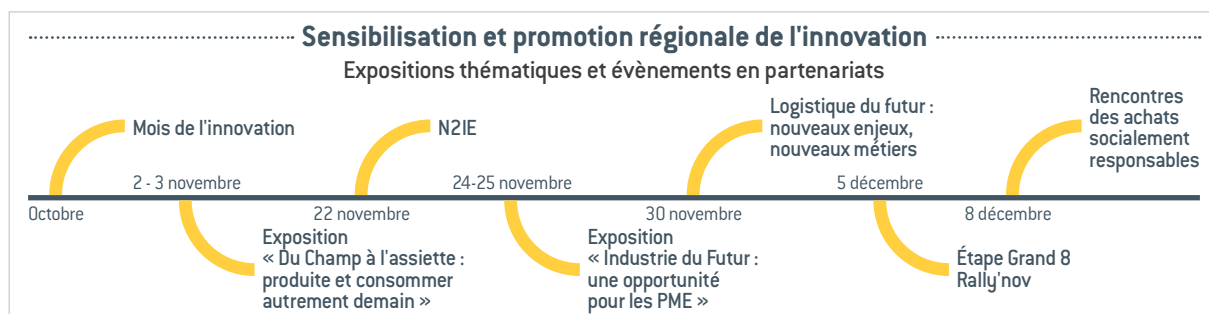 Sensibilisation et promotion régionale de l'innovation
Expositions thématiques et évènements en partenariats
Mois de l'innovation
N2IE
Logistique du futur :
nouveaux enjeux,
nouveaux métiers
Rencontres
des achats
socialement
responsables
2 - 3 novembre
24-25 novembre
5 décembre
Octobre
22 novembre
30 novembre
8 décembre
Exposition
« Du Champ à l'assiette :
produite et consommer
autrement demain »
Exposition
« Industrie du Futur :
une opportunité
pour les PME »
Étape Grand 8
Rally'nov